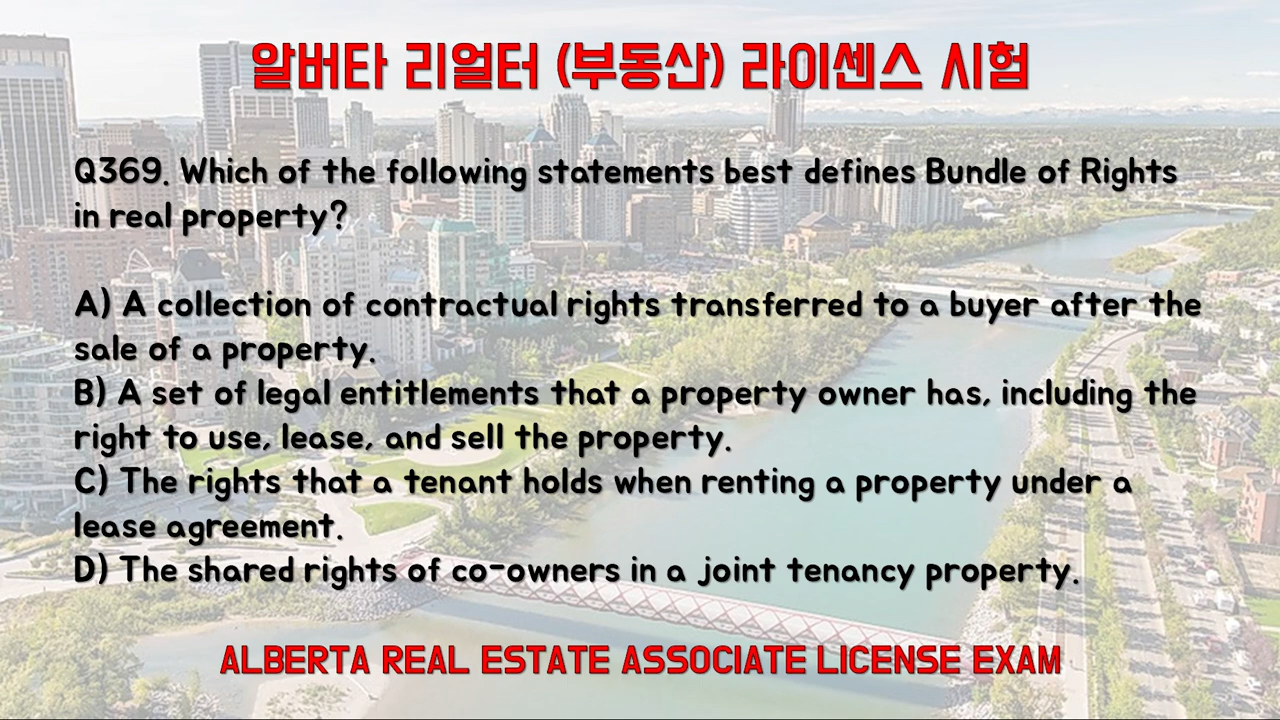 알버타 리얼터 (부동산) 라이센스 시험
Q369. Which of the following statements best defines Bundle of Rights
in real property?
A) A collection of contractual rights transferred to a buyer after the
sale of a property.
B) A set of legal entitlements that a property owner has, including the
right to use, lease, and sell the property.
C) The rights that a tenant holds when renting a property under a
lease agreement.
D) The shared rights of co-owners in a joint tenancy property.
ALBERTA REAL ESTATE ASSOCIATE LICENSE EXAM